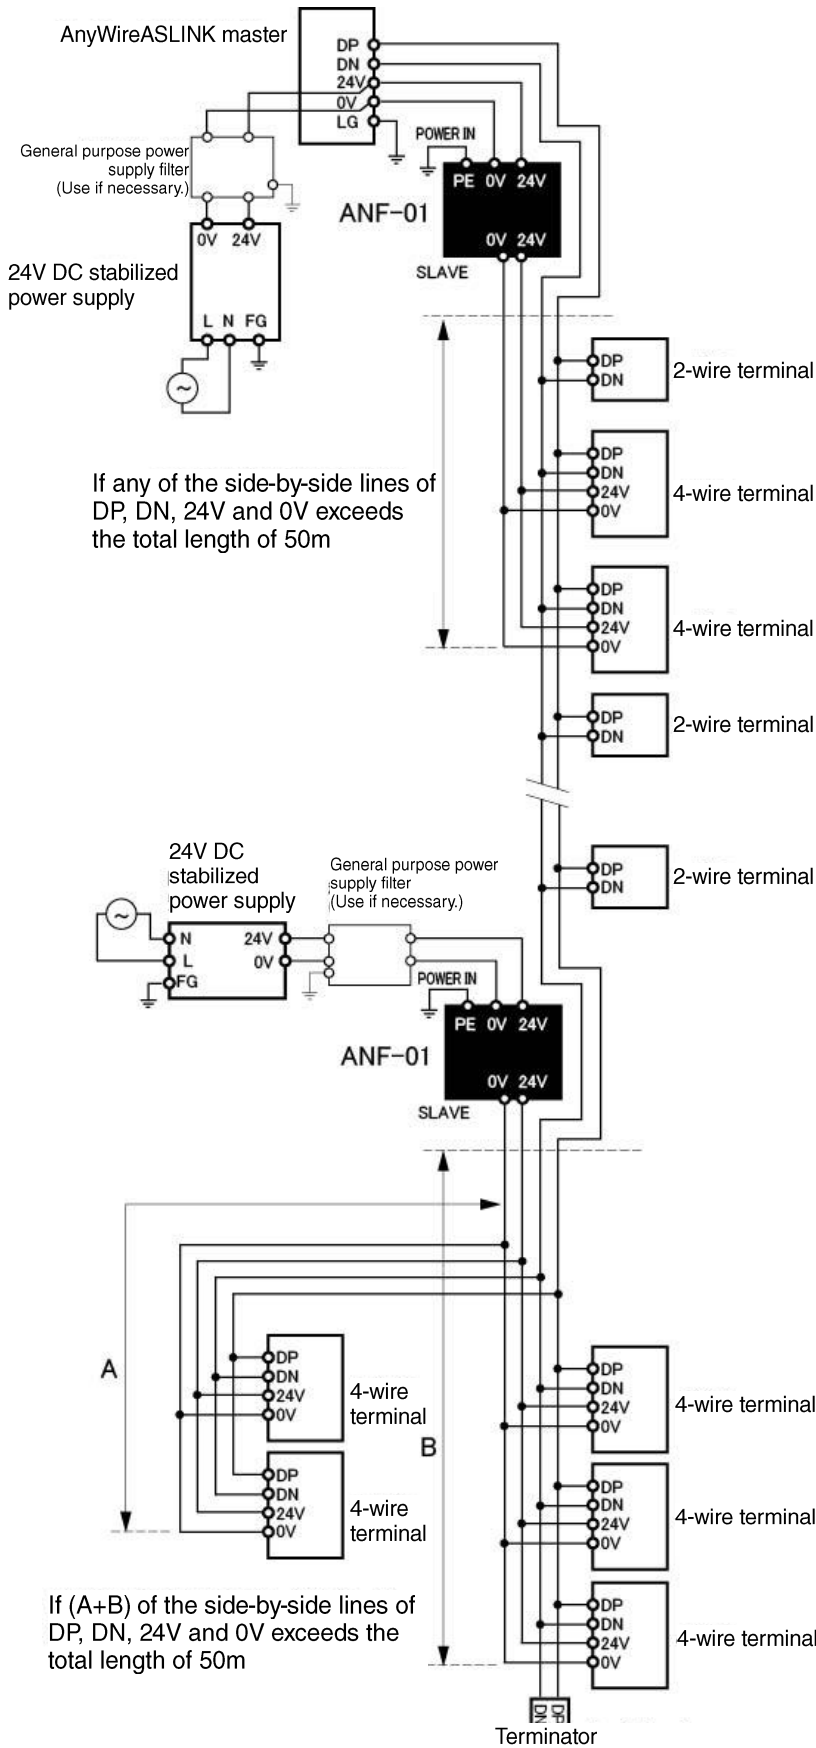 AnyWireASLINK master
DP
DN
24V
0V
LG
POWER IN
General purpose power
supply filter
(Use if necessary.)
PE 0V 24V
ANF-01
0V 24V
SLAVE
0V 24V
24V DC stabilized
power supply
L N FG
DP
DN
2-wire terminal
DP
DN
24V
0V
4-wire terminal
If any of the side-by-side lines of
DP, DN, 24V and 0V exceeds
the total length of 50m
DP
DN
24V
0V
4-wire terminal
DP
DN
2-wire terminal
DP
DN
2-wire terminal
24V DC
stabilized
power supply
General purpose power
supply filter
(Use if necessary.)
N 24V
L 0V
FG
POWER IN
PE 0V 24V
ANF-01
0V 24V
SLAVE
A
DP
DN
24V
0V
4-wire
terminal
DP
DN
24V
0V
4-wire
terminal
B
DP
DN
24V
0V
4-wire terminal
DP
DN
24V
0V
4-wire terminal
DP
DN
24V
0V
4-wire terminal
If (A+B) of the side-by-side lines of
DP, DN, 24V and 0V exceeds the
total length of 50m
DN
DP
Terminator